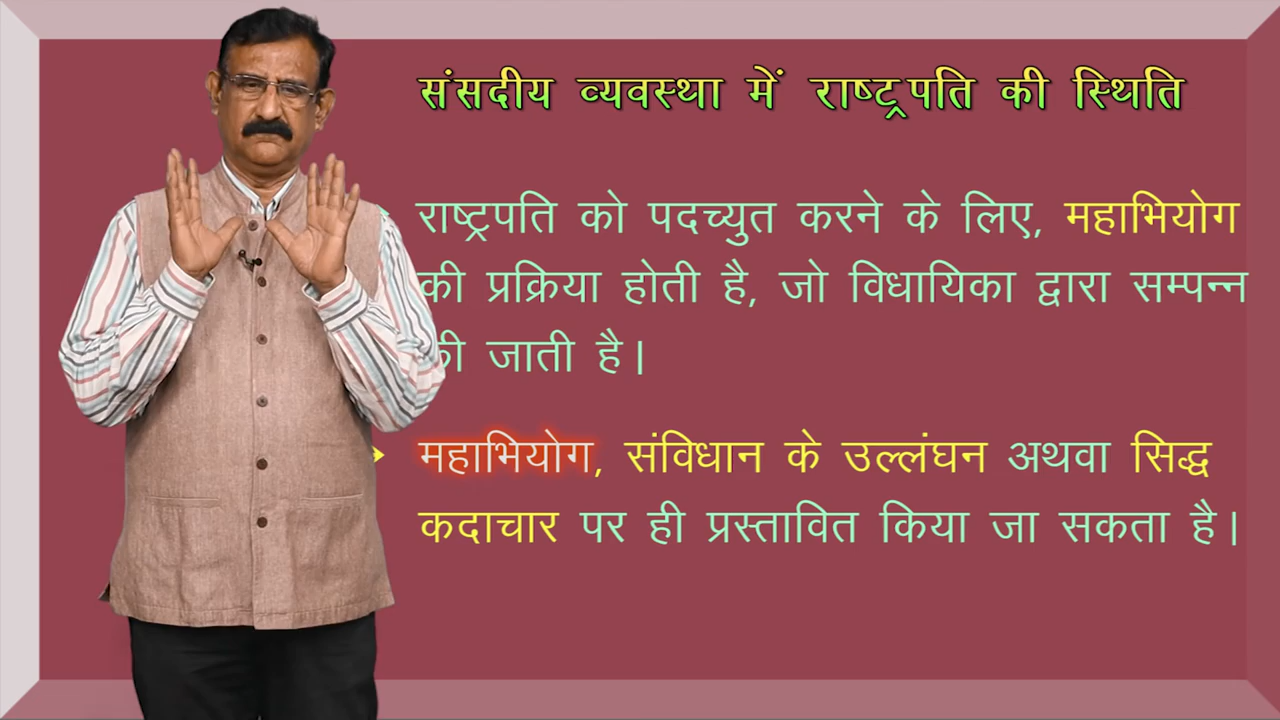 संसदीय व्यवस्था में राष्ट्रपति की स्थिति
राष्ट्रपति को पदच्युत करने के लिए, महाभियोग
की प्रक्रिया होती है, जो विधायिका द्वारा सम्पन्न
की जाती है।
महाभियोग, संविधान के उल्लंघन अथवा सिद्ध
कदाचार पर ही प्रस्तावित किया जा सकता है।